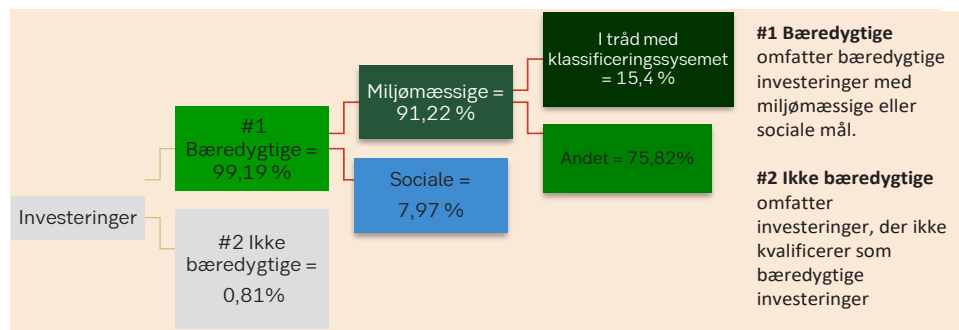 Investeringer
#1
Bæredygtige =
99,19 %
#2 Ikke
bæredygtige =
0,81%
Miljømæssige =
91,22 %
Sociale =
7,97 %
I tråd med
klassificeringssysemet
= 15,4 %
Andet = 75,82%
#1 Bæredygtige
omfatter bæredygtige
investeringer med
miljømæssige eller
sociale mål.
#2 Ikke bæredygtige
omfatter
investeringer, der ikke
kvalificerer som
bæredygtige
investeringer